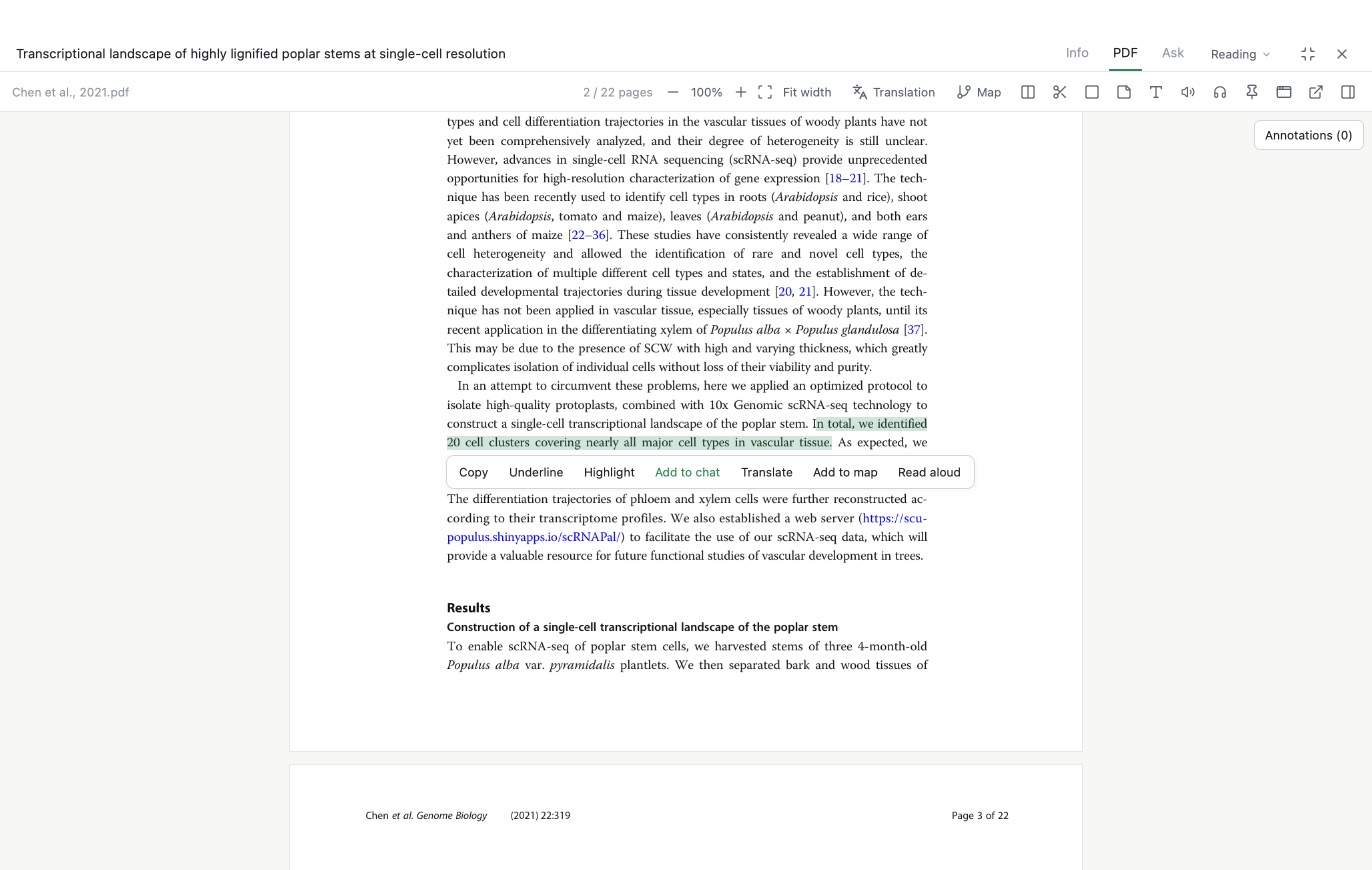 Transcriptional landscape of highly lignified poplar stems at single-cell resolution
Info
PDF
Ask
Reading
Chen et al., 2021.pdf
2 / 22 pages
100%
Fit width
Translation
Map
Annotations (0)
types and cell differentiation trajectories in the vascular tissues of woody plants have not
yet been comprehensively analyzed, and their degree of heterogeneity is still unclear.
However, advances in single-cell RNA sequencing (scRNA-seq) provide unprecedented
opportunities for high-resolution characterization of gene expression [18–21]. The tech-
nique has been recently used to identify cell types in roots (Arabidopsis and rice), shoot
apices (Arabidopsis, tomato and maize), leaves (Arabidopsis and peanut), and both ears
and anthers of maize [22–36]. These studies have consistently revealed a wide range of
cell heterogeneity and allowed the identification of rare and novel cell types, the
characterization of multiple different cell types and states, and the establishment of de-
tailed developmental trajectories during tissue development [20, 21]. However, the tech-
nique has not been applied in vascular tissue, especially tissues of woody plants, until its
recent application in the differentiating xylem of Populus alba × Populus glandulosa [37].
This may be due to the presence of SCW with high and varying thickness, which greatly
complicates isolation of individual cells without loss of their viability and purity.
In an attempt to circumvent these problems, here we applied an optimized protocol to
isolate high-quality protoplasts, combined with 10x Genomic scRNA-seq technology to
construct a single-cell transcriptional landscape of the poplar stem. In total, we identified
20 cell clusters covering nearly all major cell types in vascular tissue. As expected, we
Copy
Underline
Highlight
Add to chat
Translate
Add to map
Read aloud
The differentiation trajectories of phloem and xylem cells were further reconstructed ac-
cording to their transcriptome profiles. We also established a web server (https://scu-
populus.shinyapps.io/scRNAPal/) to facilitate the use of our scRNA-seq data, which will
provide a valuable resource for future functional studies of vascular development in trees.
Results
Construction of a single-cell transcriptional landscape of the poplar stem
To enable scRNA-seq of poplar stem cells, we harvested stems of three 4-month-old
Populus alba var. pyramidalis plantlets. We then separated bark and wood tissues of
Chen et al. Genome Biology (2021) 22:319
Page 3 of 22